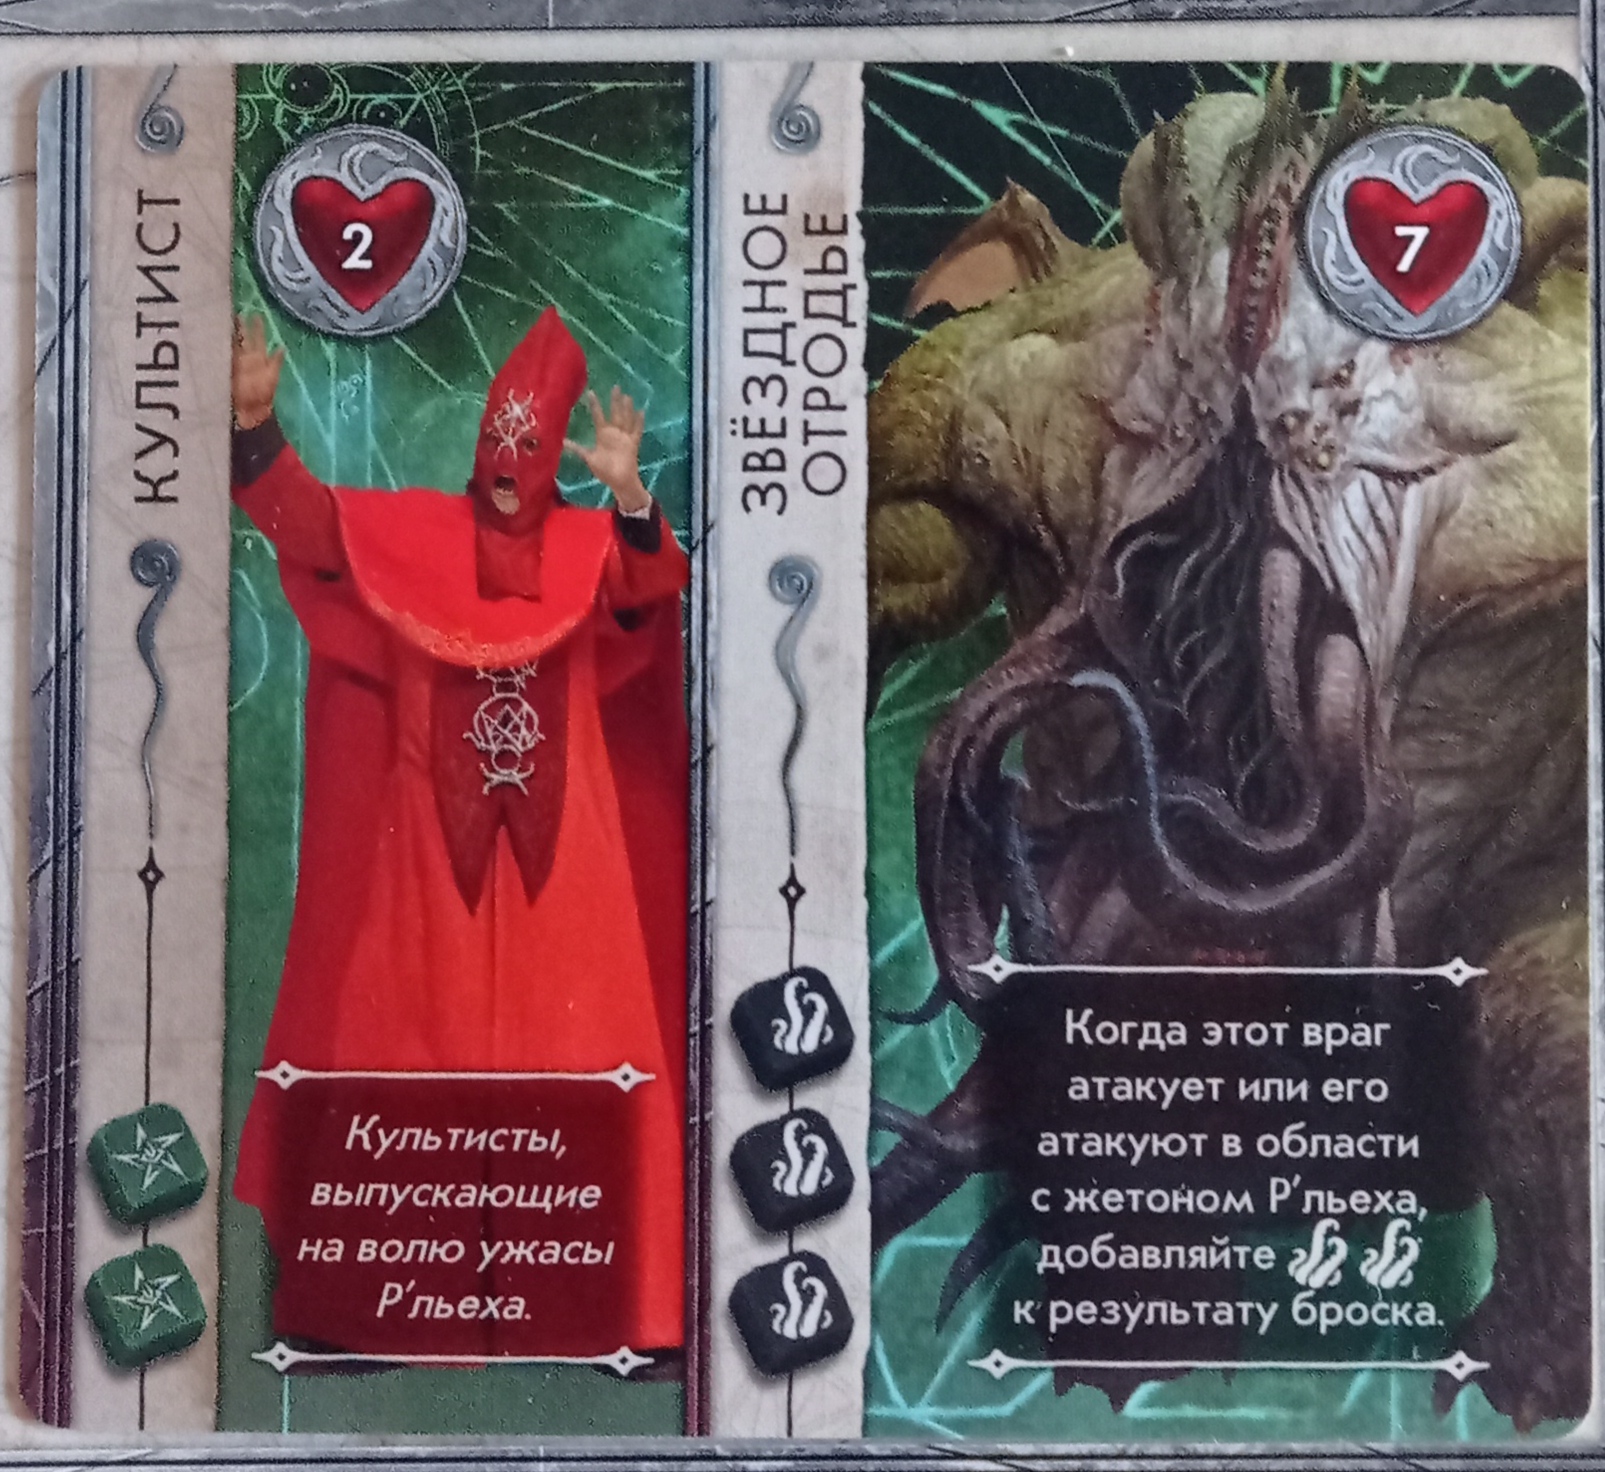 КУЛЬТИСТ
2
Культисты,
выпускающие
на волю ужасы
Р'льеха.
ЗВЁЗДНОЕ
ОТРОДЬЕ
7
Когда этот враг
атакует или его
атакуют в области
с жетоном Р'льеха,
добавляйте
к результату броска.